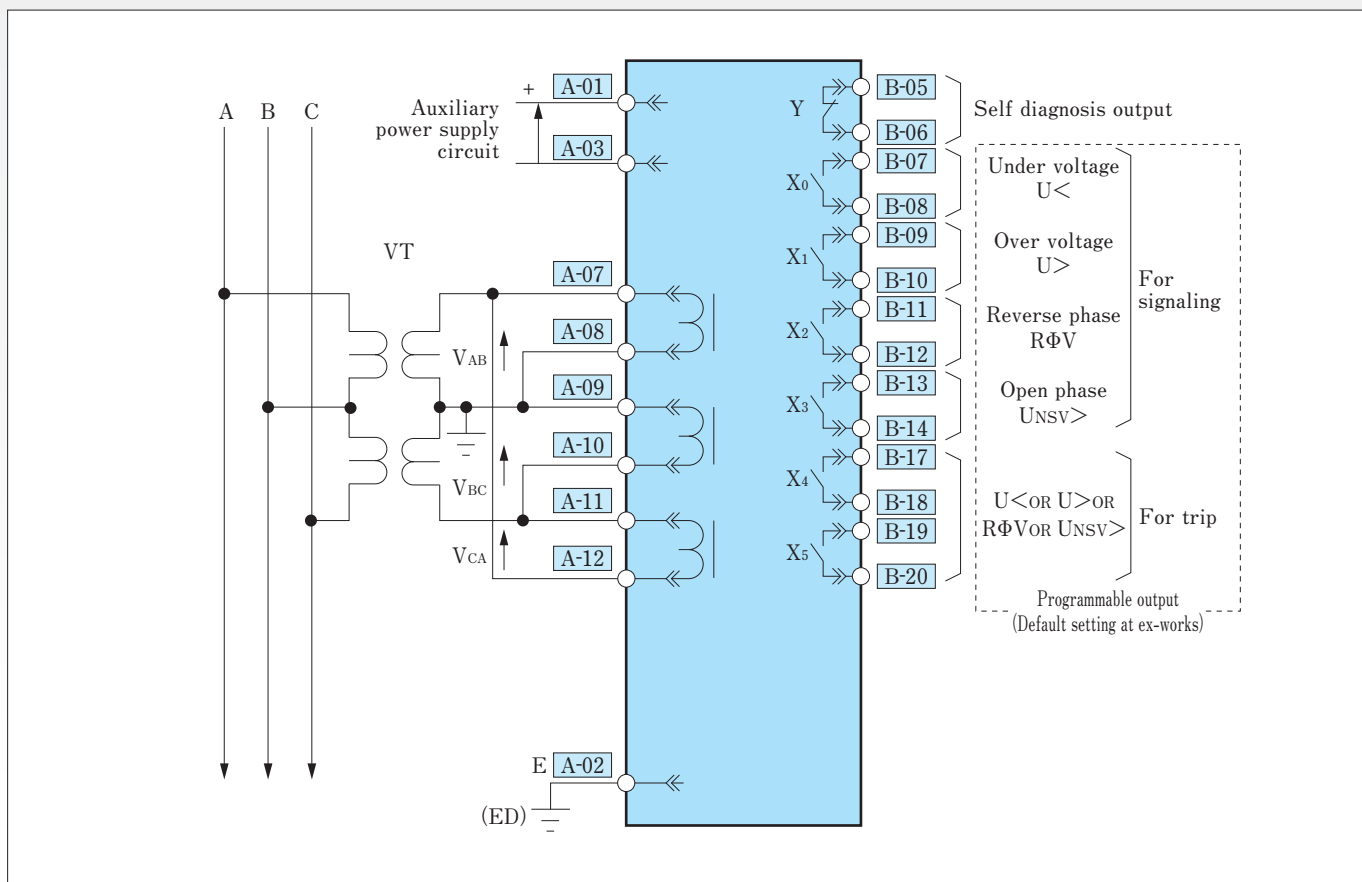 A B C
+
Auxiliary
power supply
circuit
A-01
A-03
VT
A-07
A-08
VAB
A-09
A-10
VBC
A-11
VCA
A-12
E A-02
(ED)
Y
X0
X1
X2
X3
X4
X5
B-05
B-06
B-07
B-08
B-09
B-10
B-11
B-12
B-13
B-14
B-17
B-18
B-19
B-20
Self diagnosis output
Under voltage
U<
Over voltage
U>
Reverse phase
RΦV
Open phase
UNSV>
For
signaling
U<OR U>OR
RΦVOR UNSV>
For trip
Programmable output
(Default setting at ex-works)